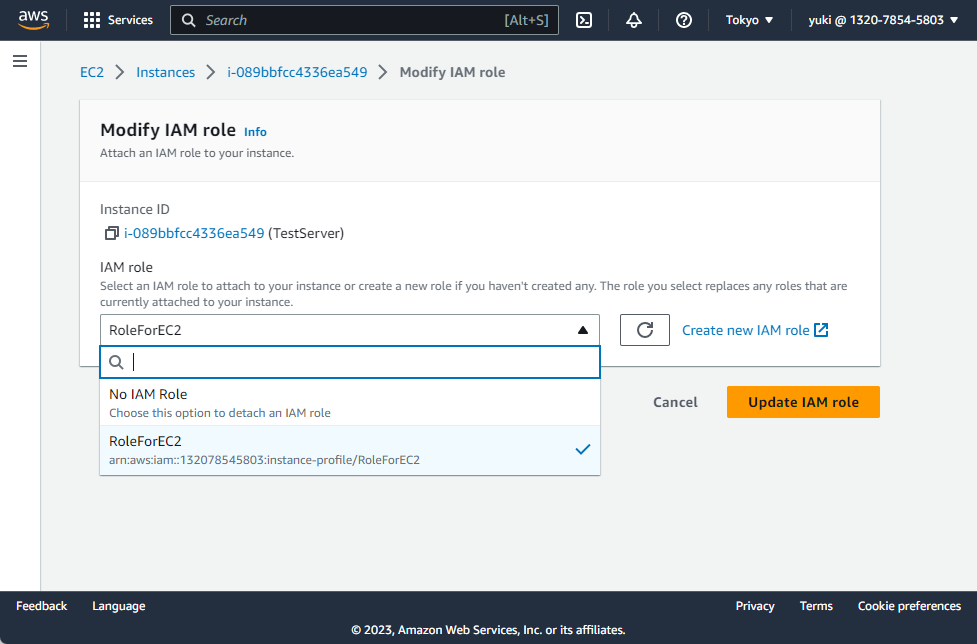 aws
Services
Search
[Alt+S]
Tokyo
yuki @ 1320-7854-5803
EC2
Instances
i-089bbfcc4336ea549
Modify IAM role
Modify IAM role Info
Attach an IAM role to your instance.
Instance ID
i-089bbfcc4336ea549 (TestServer)
IAM role
Select an IAM role to attach to your instance or create a new role if you haven't created any. The role you select replaces any roles that are
currently attached to your instance.
RoleForEC2
Create new IAM role
No IAM Role
Choose this option to detach an IAM role
RoleForEC2
arn:aws:iam::132078545803:instance-profile/RoleForEC2
Cancel
Update IAM role
Feedback
Language
Privacy
Terms
Cookie preferences
© 2023, Amazon Web Services, Inc. or its affiliates.